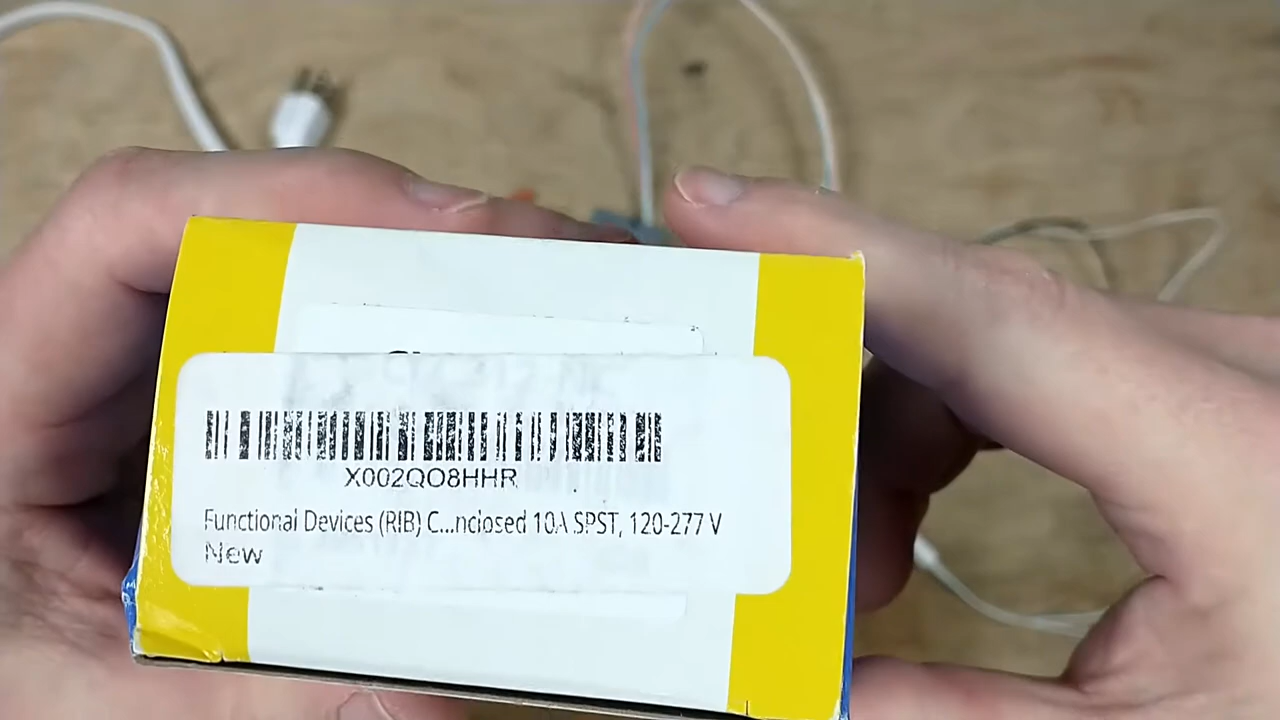 X002QO8HHR
Functional Devices (RIB) C...nclosed 10A SPST, 120-277 V
New